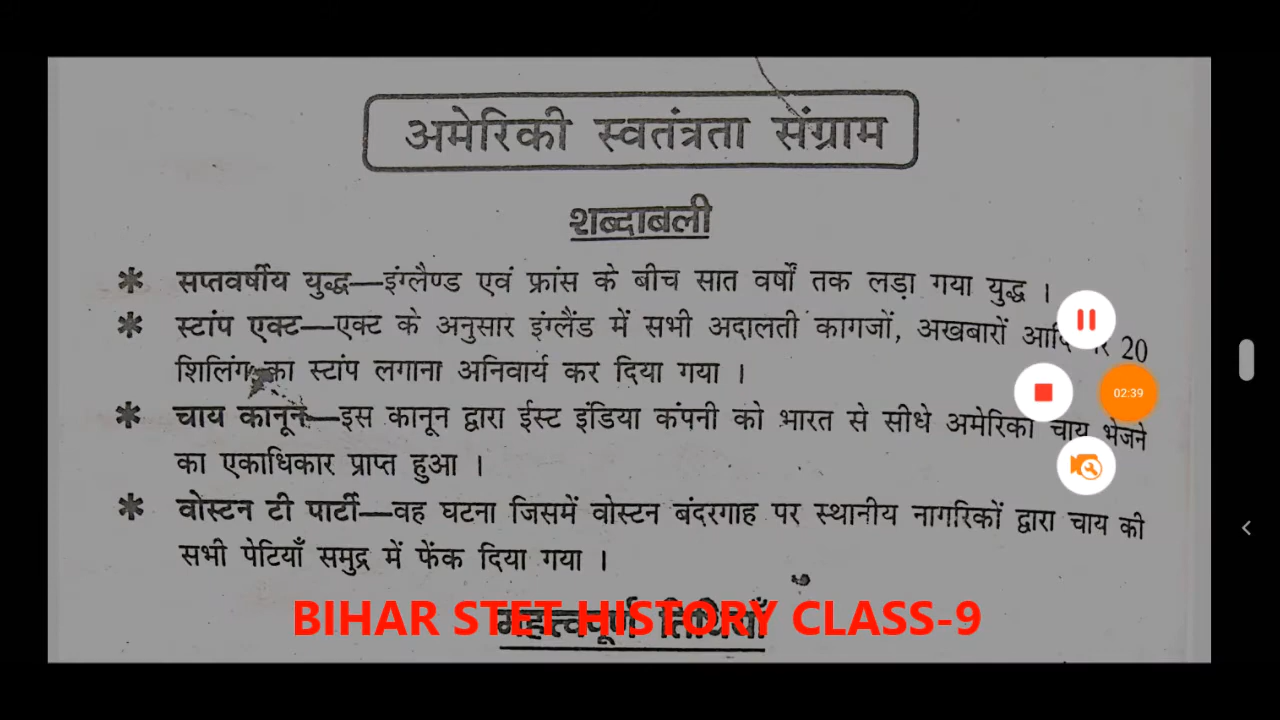 अमेरिकी स्वतंत्रता संग्राम
शब्दाबली
* सप्तवर्षीय युद्ध—इंग्लैण्ड एवं फ्रांस के बीच सात वर्षों तक लड़ा गया युद्ध ।
* स्टांप एक्ट—एक्ट के अनुसार इंग्लैंड में सभी अदालती कागजों, अखबारों 20
शिलिंग का स्टांप लगाना अनिवार्य कर दिया गया ।
02:39
* चाय कानून—इस कानून द्वारा ईस्ट इंडिया कंपनी को भारत से सीधे अमेरिका चाय भेजने
का एकाधिकार प्राप्त हुआ ।
* वोस्टन टी पार्टी—वह घटना जिसमें वोस्टन बंदरगाह पर स्थानीय नागरिकों द्वारा चाय की
सभी पेटियाँ समुद्र में फेंक दिया गया ।
महत्वपूर्ण तिथियाँ
BIHAR STET HISTORY CLASS-9